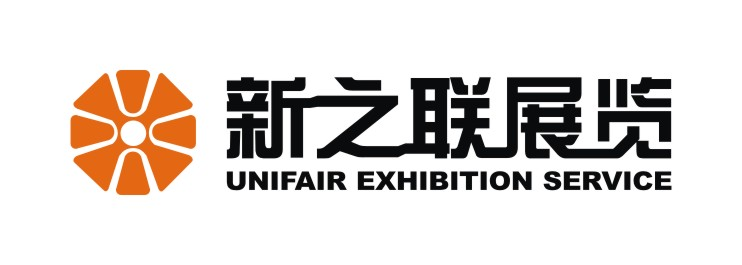 新之联展览
UNIFAIR EXHIBITION SERVICE